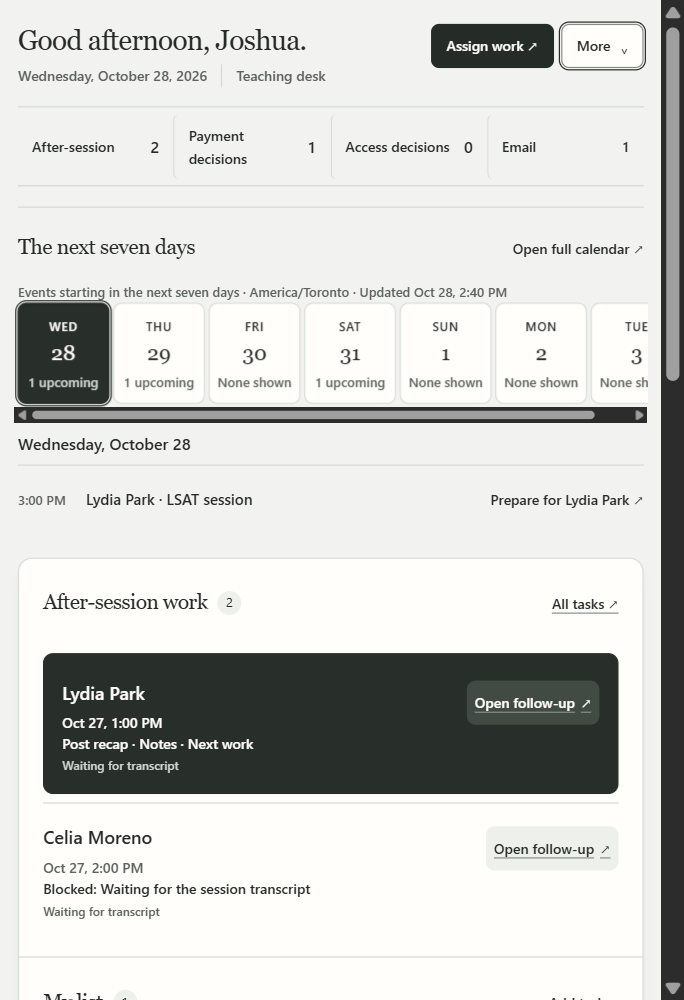 Good afternoon, Joshua.
Assign work ↗
More v
Wednesday, October 28, 2026
Teaching desk
After-session 2
Payment decisions 1
Access decisions 0
Email 1
The next seven days
Open full calendar ↗
Events starting in the next seven days · America/Toronto · Updated Oct 28, 2:40 PM
WED
28
1 upcoming
THU
29
1 upcoming
FRI
30
None shown
SAT
31
1 upcoming
SUN
1
None shown
MON
2
None shown
TUE
3
None sh
Wednesday, October 28
3:00 PM Lydia Park · LSAT session
Prepare for Lydia Park ↗
After-session work 2
All tasks ↗
Lydia Park
Oct 27, 1:00 PM
Post recap · Notes · Next work
Waiting for transcript
Open follow-up ↗
Celia Moreno
Oct 27, 2:00 PM
Blocked: Waiting for the session transcript
Waiting for transcript
Open follow-up ↗
My list